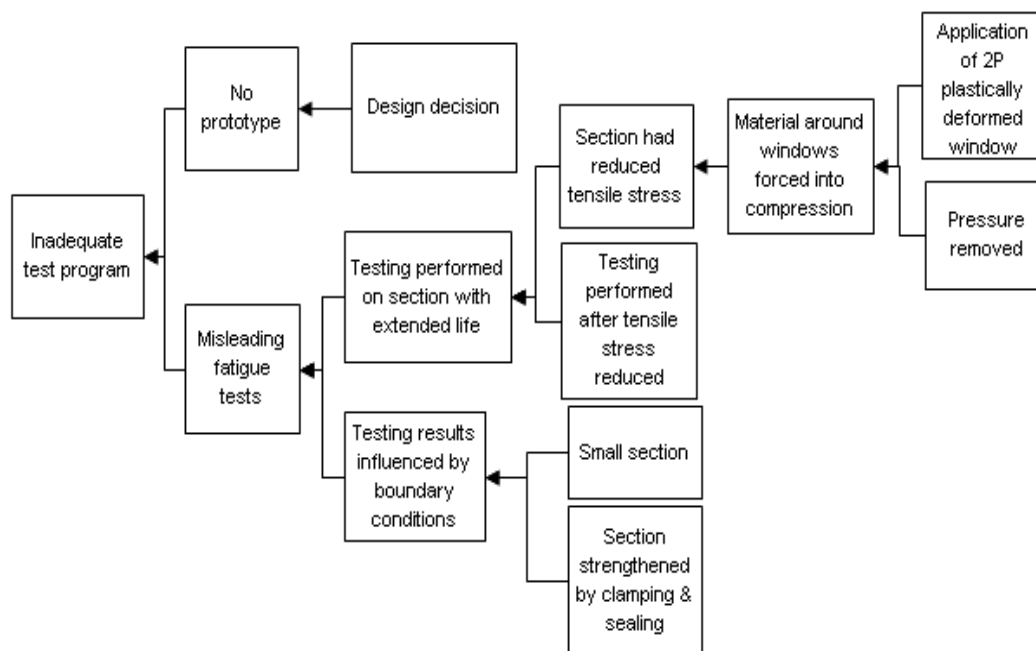 Inadequate
test program
No
prototype
Design decision
Misleading
fatigue
tests
Testing performed
on section with
extended life
Testing results
influenced by
boundary
conditions
Section had
reduced
tensile stress
Testing
performed
after tensile
stress
reduced
Small section
Section
strengthened
by clamping &
sealing
Material around
windows
forced into
compression
Application
of 2P
plastically
deformed
window
Pressure
removed